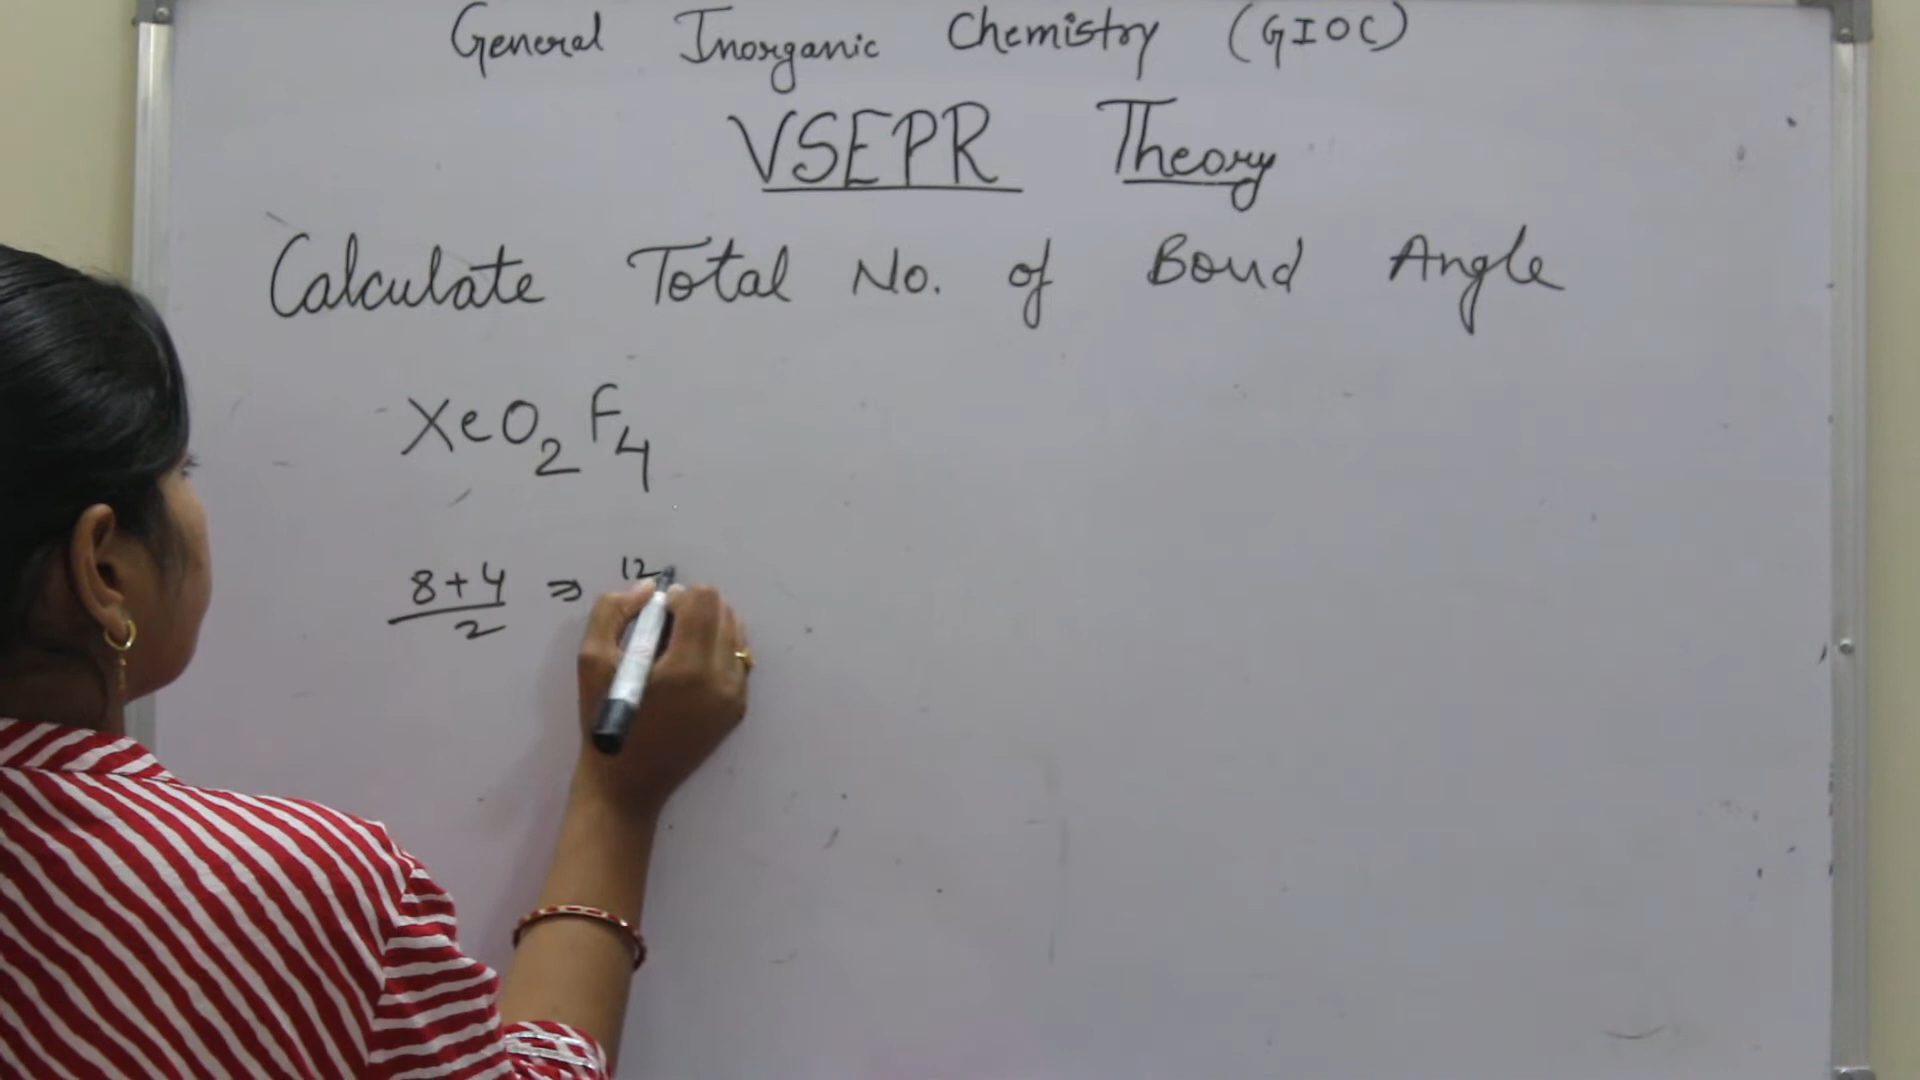 General Inorganic Chemistry (GIOC)
VSEPR Theory
Calculate Total No. of Bond Angle
XeO₂F₄
8+4/2 ⇒ 12